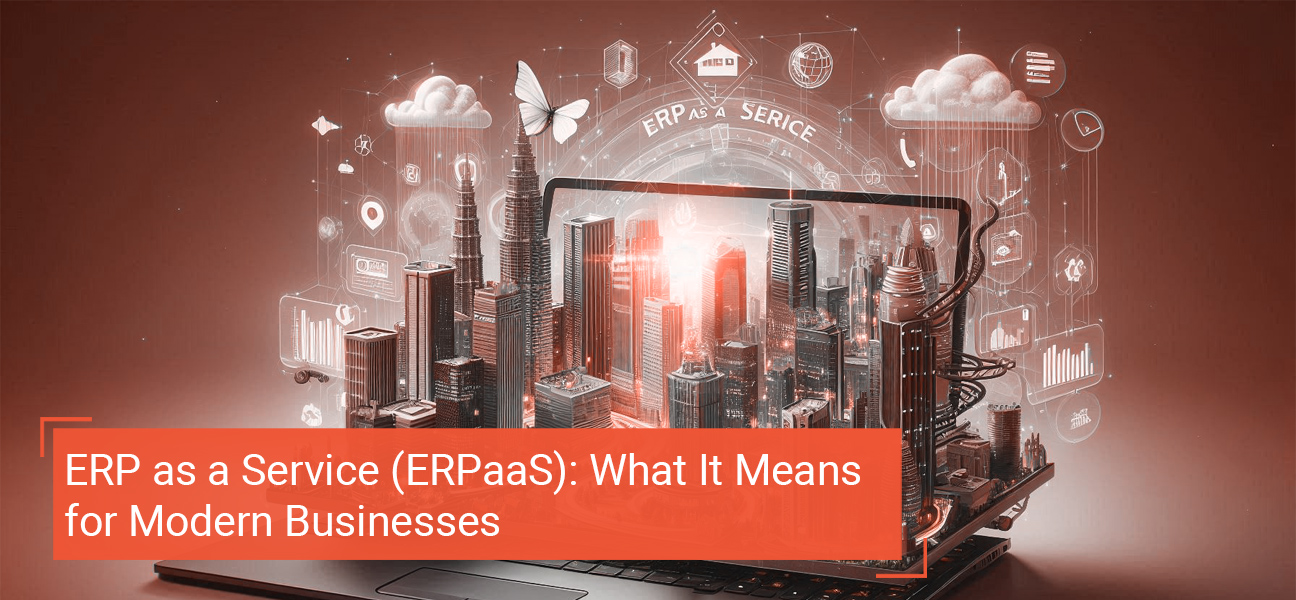 ERP AS A SERICE
ERP as a Service (ERPaaS): What It Means
for Modern Businesses